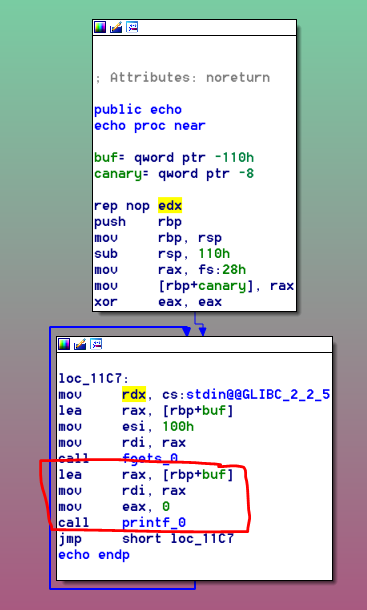 ; Attributes: noreturn
public echo
echo proc near
buf= qword ptr -110h
canary= qword ptr -8
rep nop edx
push rbp
mov rbp, rsp
sub rsp, 110h
mov rax, fs:28h
mov [rbp+canary], rax
xor eax, eax
loc_11C7:
mov rdx, cs:stdin@@GLIBC_2_2_5
lea rax, [rbp+buf]
mov esi, 100h
mov rdi, rax
call fgets_0
lea rax, [rbp+buf]
mov rdi, rax
mov eax, 0
call printf_0
jmp short loc_11C7
echo endp